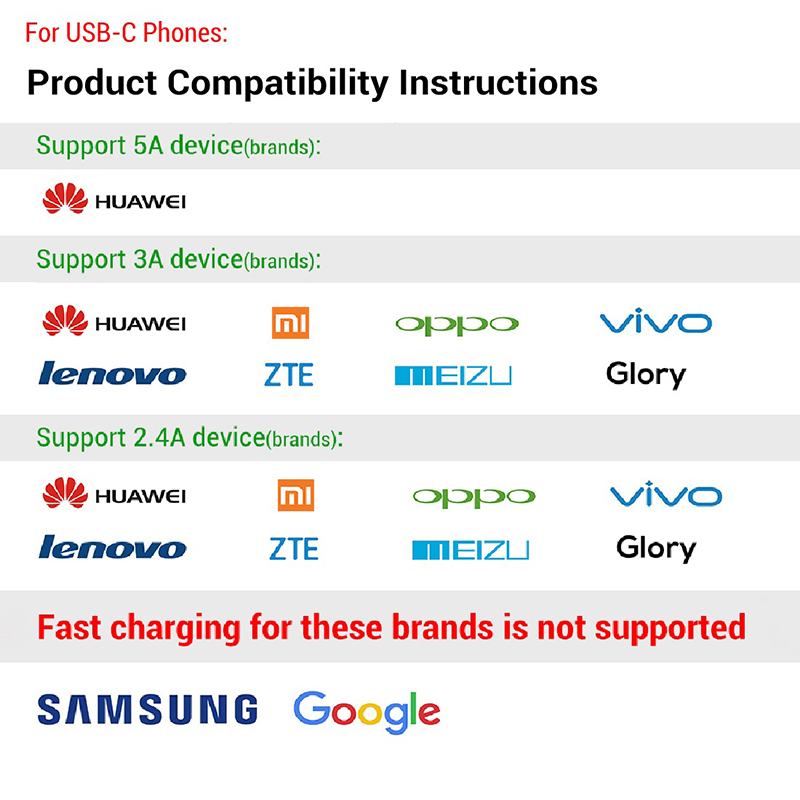 For USB-C Phones:
Product Compatibility Instructions
Support 5A device(brands):
HUAWEI
Support 3A device(brands):
HUAWEI mi oppo vivo
lenovo ZTE MEIZU Glory
Support 2.4A device(brands):
HUAWEI mi oppo vivo
lenovo ZTE MEIZU Glory
Fast charging for these brands is not supported
SAMSUNG Google